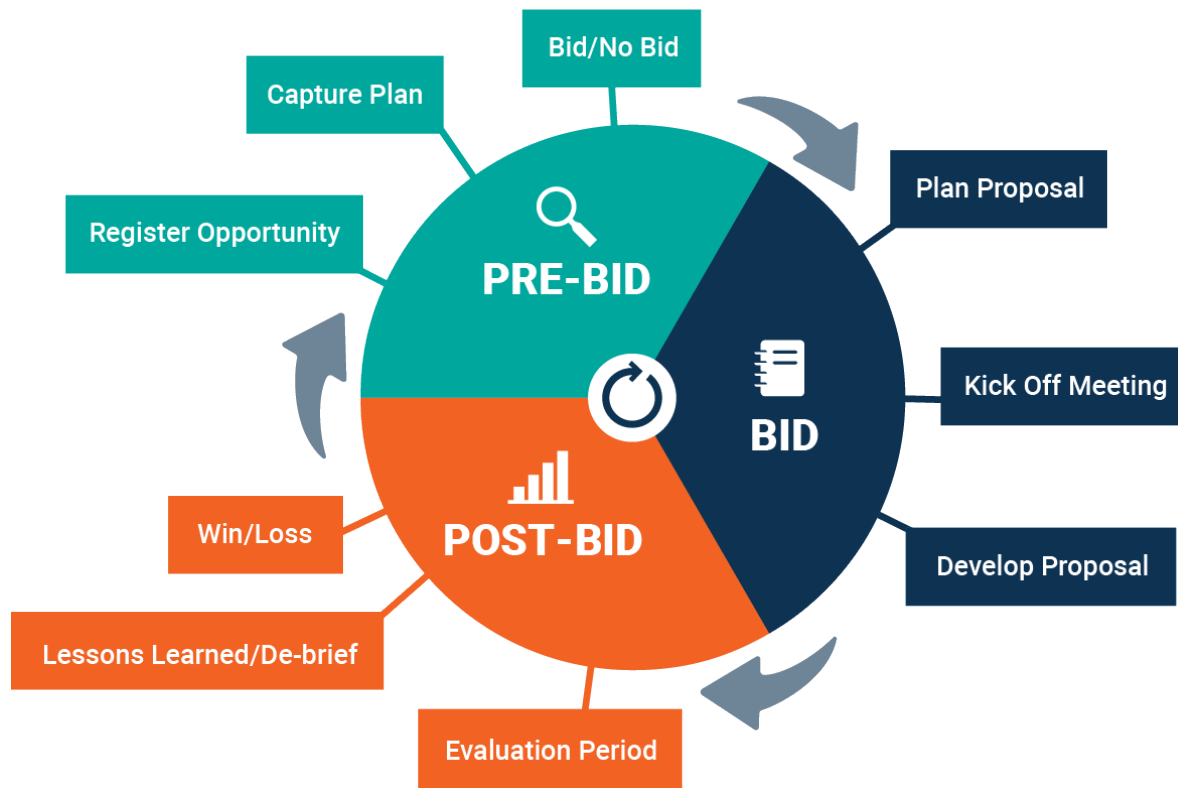 Bid/No Bid
Capture Plan
Register Opportunity
PRE-BID
Plan Proposal
Kick Off Meeting
BID
Develop Proposal
POST-BID
Win/Loss
Lessons Learned/De-brief
Evaluation Period